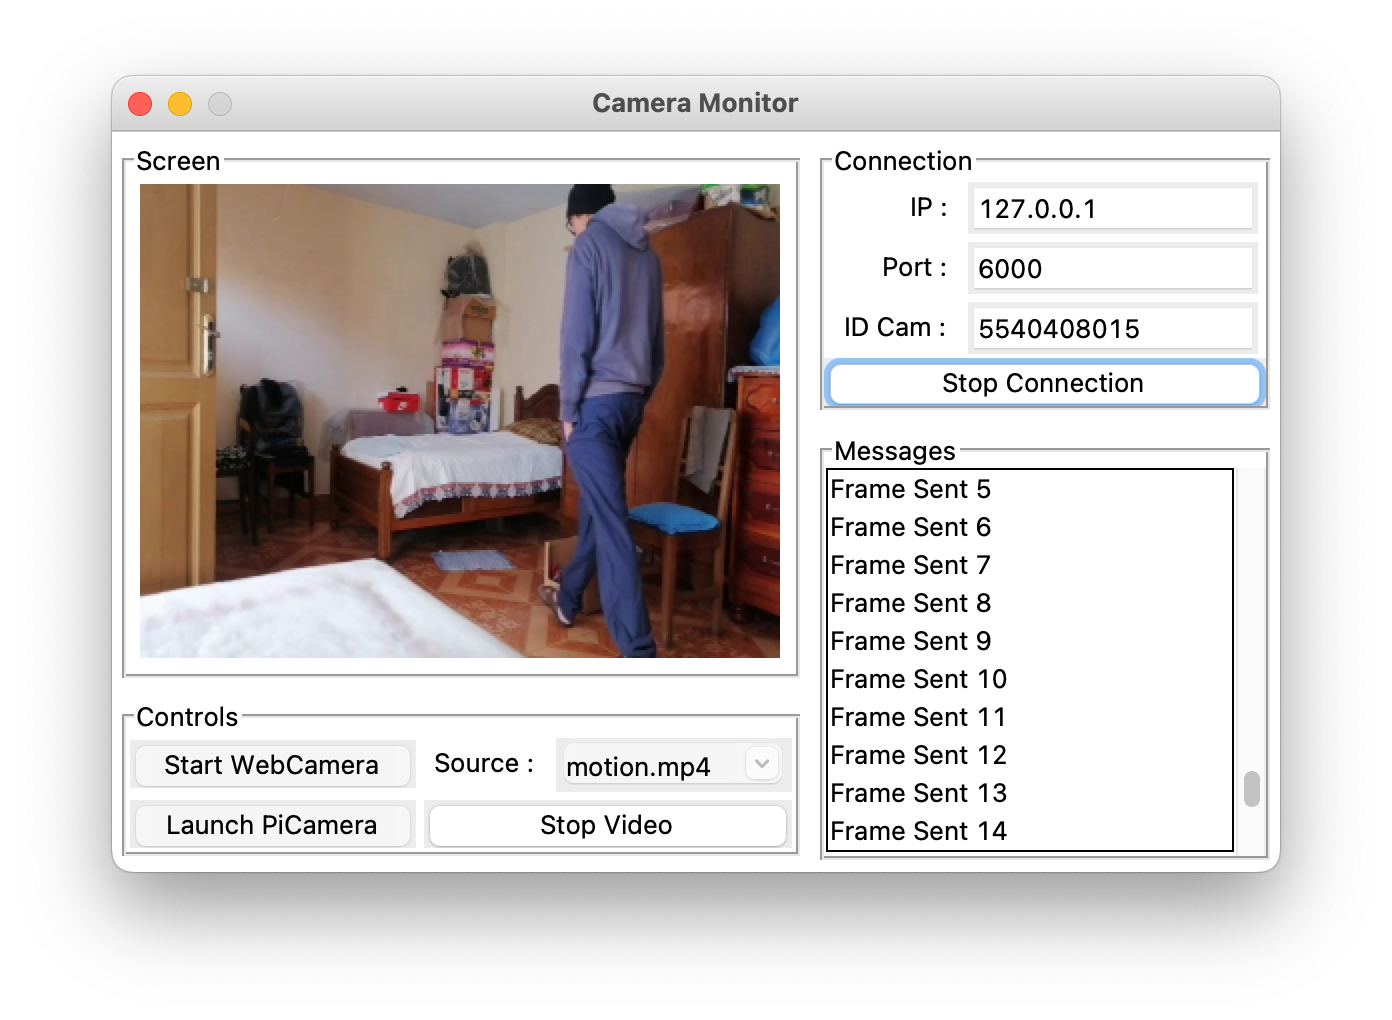 Camera Monitor
Screen
Connection
IP :
127.0.0.1
Port :
6000
ID Cam :
5540408015
Stop Connection
Messages
Frame Sent 5
Frame Sent 6
Frame Sent 7
Frame Sent 8
Frame Sent 9
Frame Sent 10
Frame Sent 11
Frame Sent 12
Frame Sent 13
Frame Sent 14
Controls
Start WebCamera
Source :
motion.mp4
Launch PiCamera
Stop Video